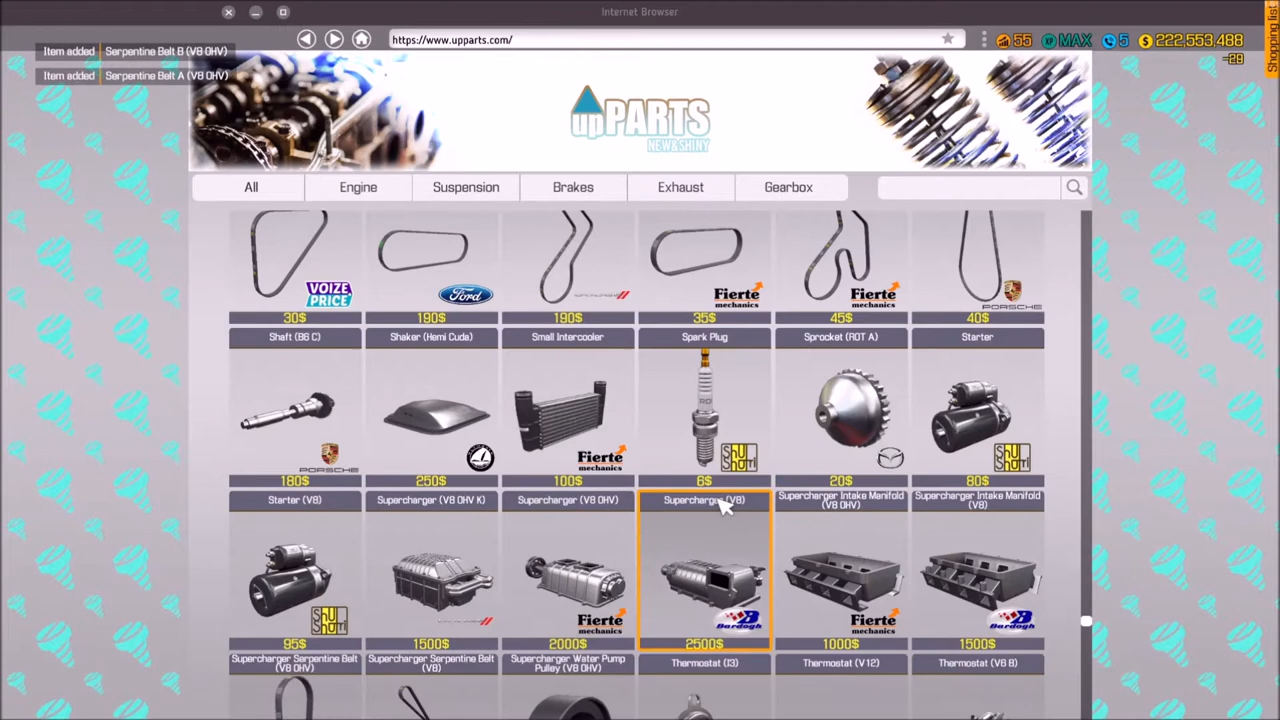 Internet Browser
https://www.upparts.com/
55
XP MAX
5
$ 222,553,488
-28
Shopping list
Item added Serpentine Belt B (V8 OHV)
Item added Serpentine Belt A (V8 OHV)
upPARTS
NEW&SHINY
All Engine Suspension Brakes Exhaust Gearbox
VOIZE PRICE
Ford
Fierte mechanics
Fierte mechanics
PORSCHE
30$ 190$ 190$ 35$ 45$ 40$
Shaft (B6 C) Shaker (Hemi Cuda) Small Intercooler Spark Plug Sprocket (ROT A) Starter
PORSCHE
Fierte mechanics
180$ 250$ 100$ 6$ 20$ 80$
Starter (V8) Supercharger (V8 OHV K) Supercharger (V8 OHV) Supercharger (V8) Supercharger Intake Manifold (V8 OHV) Supercharger Intake Manifold (V8)
Fierte mechanics
Bardogh
Fierte mechanics
Bardogh
95$ 1500$ 2000$ 2500$ 1000$ 1500$
Supercharger Serpentine Belt (V8 OHV) Supercharger Serpentine Belt (V8) Supercharger Water Pump Pulley (V8 OHV) Thermostat (I3) Thermostat (V12) Thermostat (V6 B)